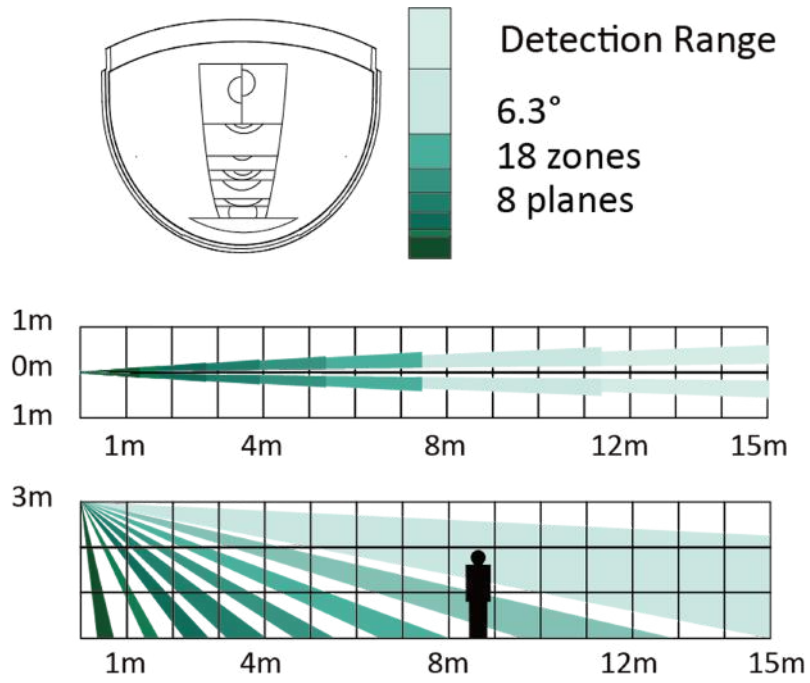 Detection Range
6.3°
18 zones
8 planes
1m
0m
1m
1m 4m 8m 12m 15m
3m
1m 4m 8m 12m 15m